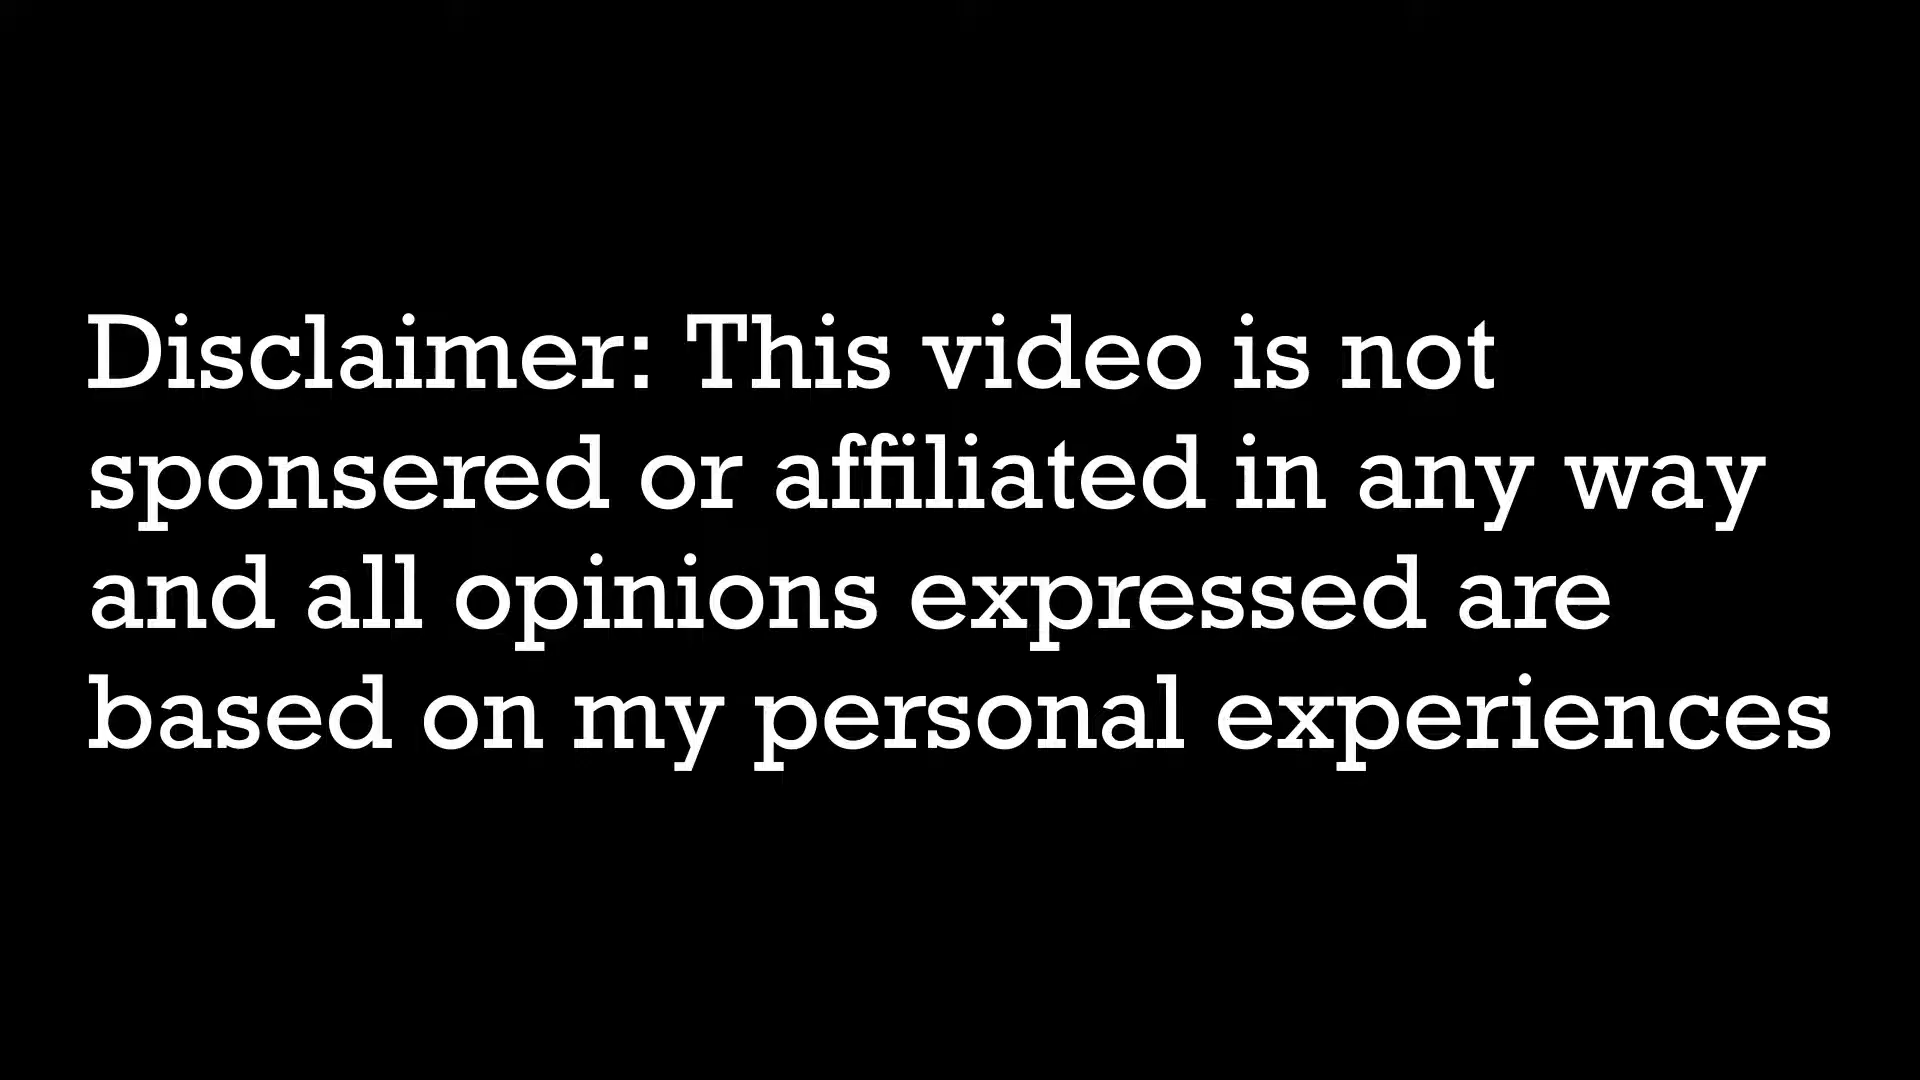 Disclaimer: This video is not
sponsered or affiliated in any way
and all opinions expressed are
based on my personal experiences